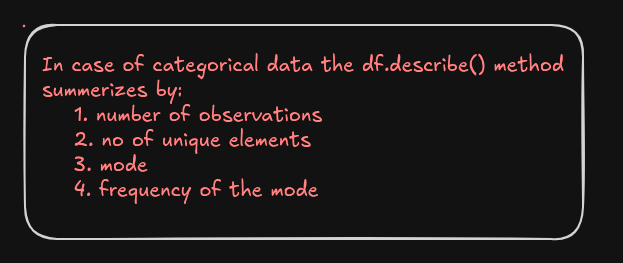 In case of categorical data the df.describe() method
summerizes by:
1. number of observations
2. no of unique elements
3. mode
4. frequency of the mode